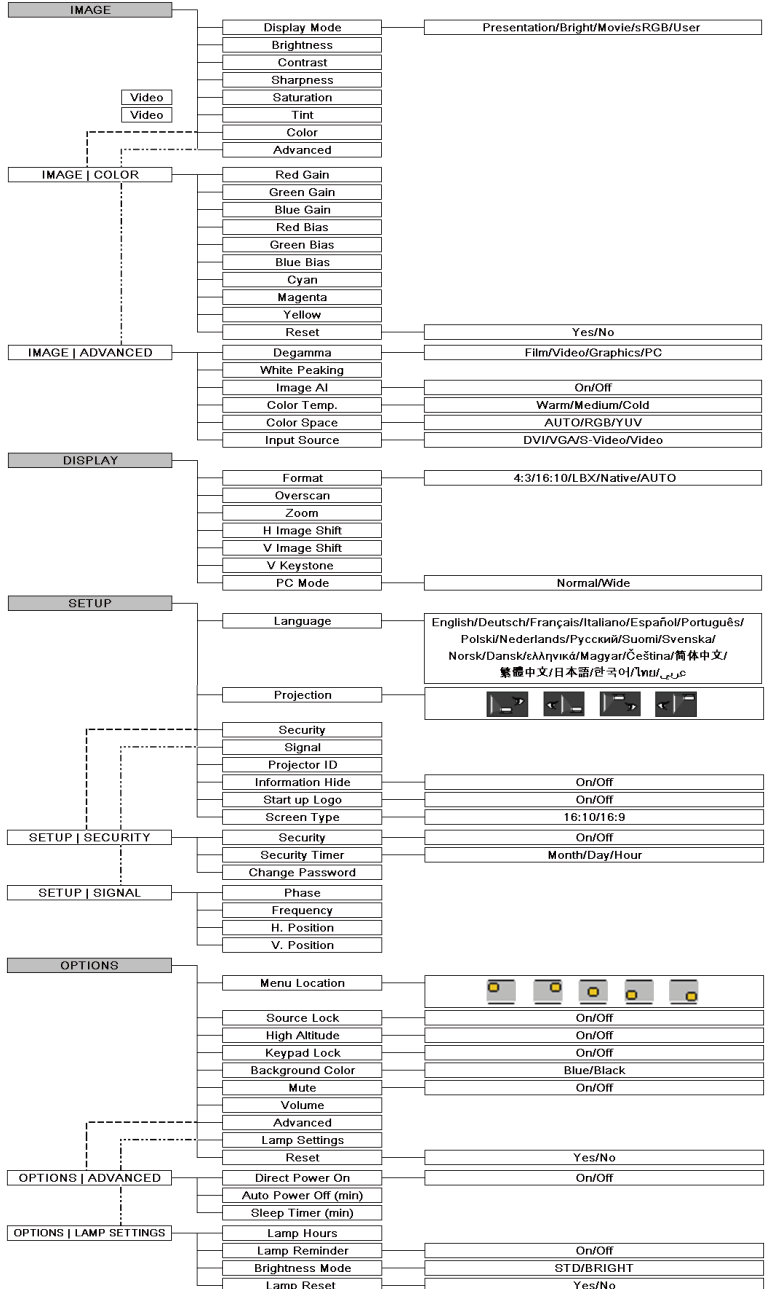 IMAGE
Display Mode Presentation/Bright/Movie/sRGB/User
Brightness
Contrast
Sharpness
Video Saturation
Video Tint
Color
Advanced
IMAGE | COLOR Red Gain
Green Gain
Blue Gain
Red Bias
Green Bias
Blue Bias
Cyan
Magenta
Yellow
Reset Yes/No
IMAGE | ADVANCED Degamma Film/Video/Graphics/PC
White Peaking
Image AI On/Off
Color Temp. Warm/Medium/Cold
Color Space AUTO/RGB/YUV
Input Source DVI/VGA/S-Video/Video
DISPLAY
Format 4:3/16:10/LBX/Native/AUTO
Overscan
Zoom
H Image Shift
V Image Shift
V Keystone
PC Mode Normal/Wide
SETUP
Language English/Deutsch/Français/Italiano/Español/Português/
Polski/Nederlands/Русский/Suomi/Svenska/
Norsk/Dansk/ελληνικά/Magyar/Čeština/简体中文/
繁體中文/日本語/한국어/ไทย/عربي
Projection
Security
Signal
Projector ID
Information Hide On/Off
Start up Logo On/Off
Screen Type 16:10/16:9
SETUP | SECURITY Security On/Off
Security Timer Month/Day/Hour
Change Password
SETUP | SIGNAL Phase
Frequency
H. Position
V. Position
OPTIONS
Menu Location
Source Lock On/Off
High Altitude On/Off
Keypad Lock On/Off
Background Color Blue/Black
Mute On/Off
Volume
Advanced
Lamp Settings
Reset Yes/No
OPTIONS | ADVANCED Direct Power On On/Off
Auto Power Off (min)
Sleep Timer (min)
OPTIONS | LAMP SETTINGS Lamp Hours
Lamp Reminder On/Off
Brightness Mode STD/BRIGHT
Lamp Reset Yes/No